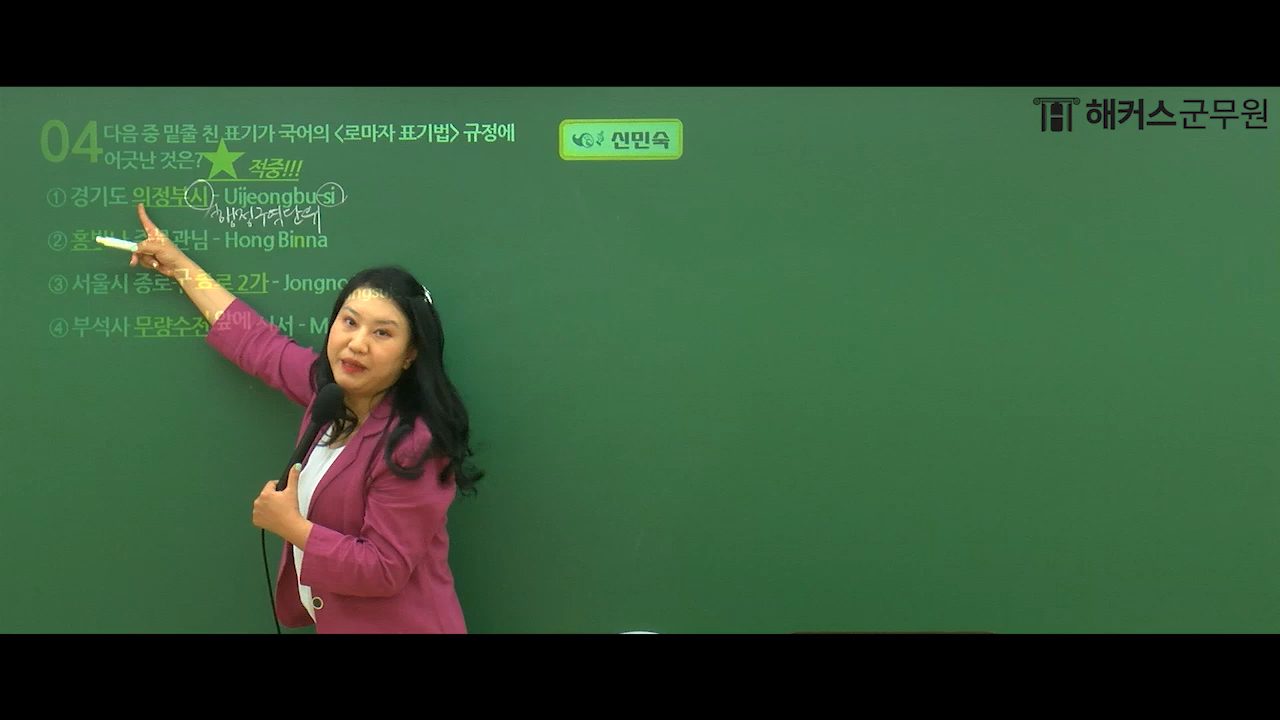 해커스군무원
04 다음 중 밑줄 친 표기가 국어의 <로마자 표기법> 규정에
어긋난 것은?
적중!!!
신민숙
① 경기도 의정부시 - Uijeongbu-si
행정구역단위
② 관님 - Hong Binna
③ 서울시 종로구 종로 2가 - Jongno
④ 부석사 무량수전 앞에 서서 - M